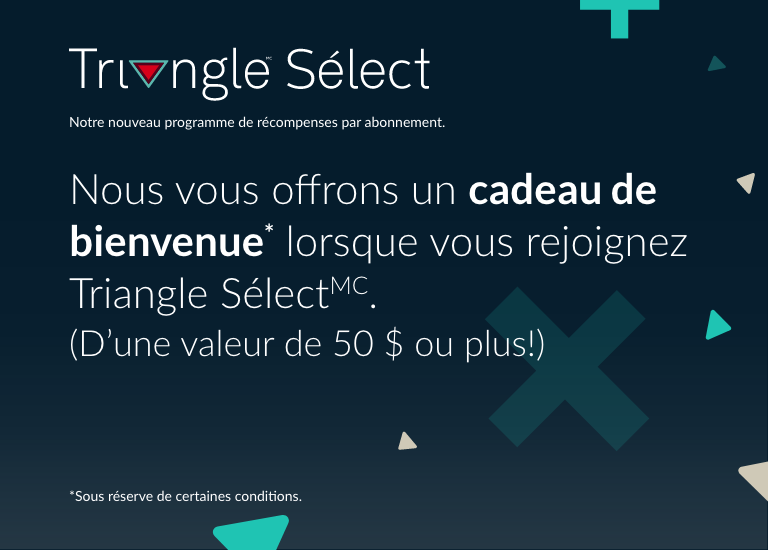 Triangle MC Sélect
Notre nouveau programme de récompenses par abonnement.
Nous vous offrons un cadeau de
bienvenue* lorsque vous rejoignez
Triangle Sélect MC.
(D’une valeur de 50 $ ou plus!)
*Sous réserve de certaines conditions.